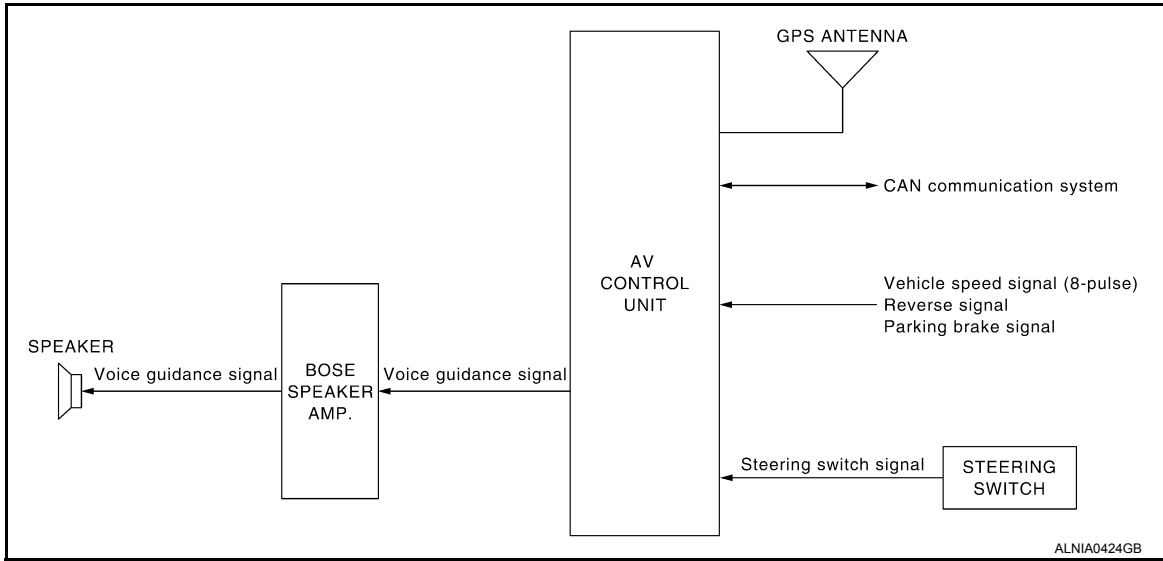 GPS ANTENNA
CAN communication system
AV
CONTROL
UNIT
Vehicle speed signal (8-pulse)
Reverse signal
Parking brake signal
SPEAKER
Voice guidance signal
BOSE
SPEAKER
AMP.
Voice guidance signal
Steering switch signal
STEERING
SWITCH
ALNIA0424GB